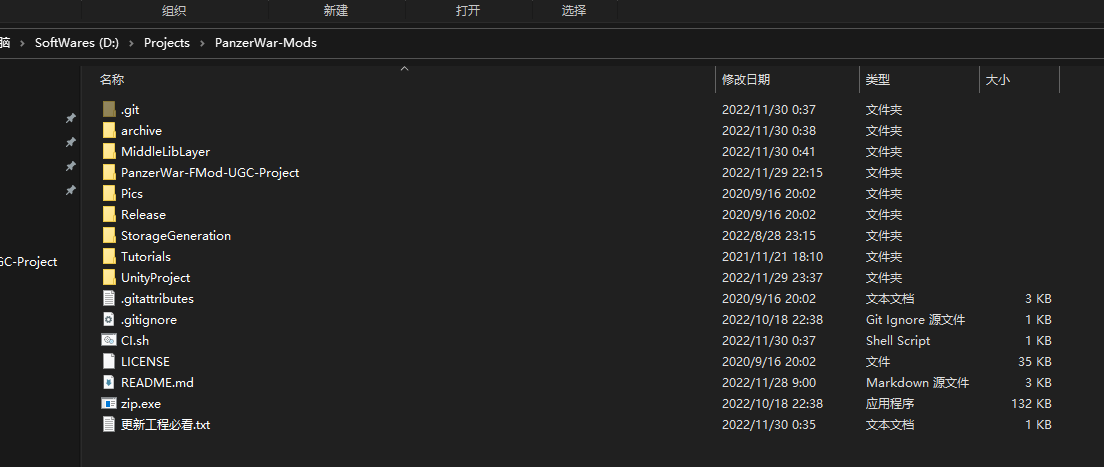 组织 新建 打开 选择
脑 › SoftWares (D:) › Projects › PanzerWar-Mods
名称 修改日期 类型 大小
.git 2022/11/30 0:37 文件夹
archive 2022/11/30 0:38 文件夹
MiddleLibLayer 2022/11/30 0:41 文件夹
PanzerWar-FMod-UGC-Project 2022/11/29 22:15 文件夹
Pics 2020/9/16 20:02 文件夹
Release 2020/9/16 20:02 文件夹
StorageGeneration 2022/8/28 23:15 文件夹
GC-Project
Tutorials 2021/11/21 18:10 文件夹
UnityProject 2022/11/29 23:37 文件夹
.gitattributes 2020/9/16 20:02 文本文档 3 KB
.gitignore 2022/10/18 22:38 Git Ignore 源文件 1 KB
CI.sh 2022/11/30 0:37 Shell Script 1 KB
LICENSE 2020/9/16 20:02 文件 35 KB
README.md 2022/11/28 9:00 Markdown 源文件 3 KB
zip.exe 2022/10/18 22:38 应用程序 132 KB
更新工程必看.txt 2022/11/30 0:35 文本文档 1 KB